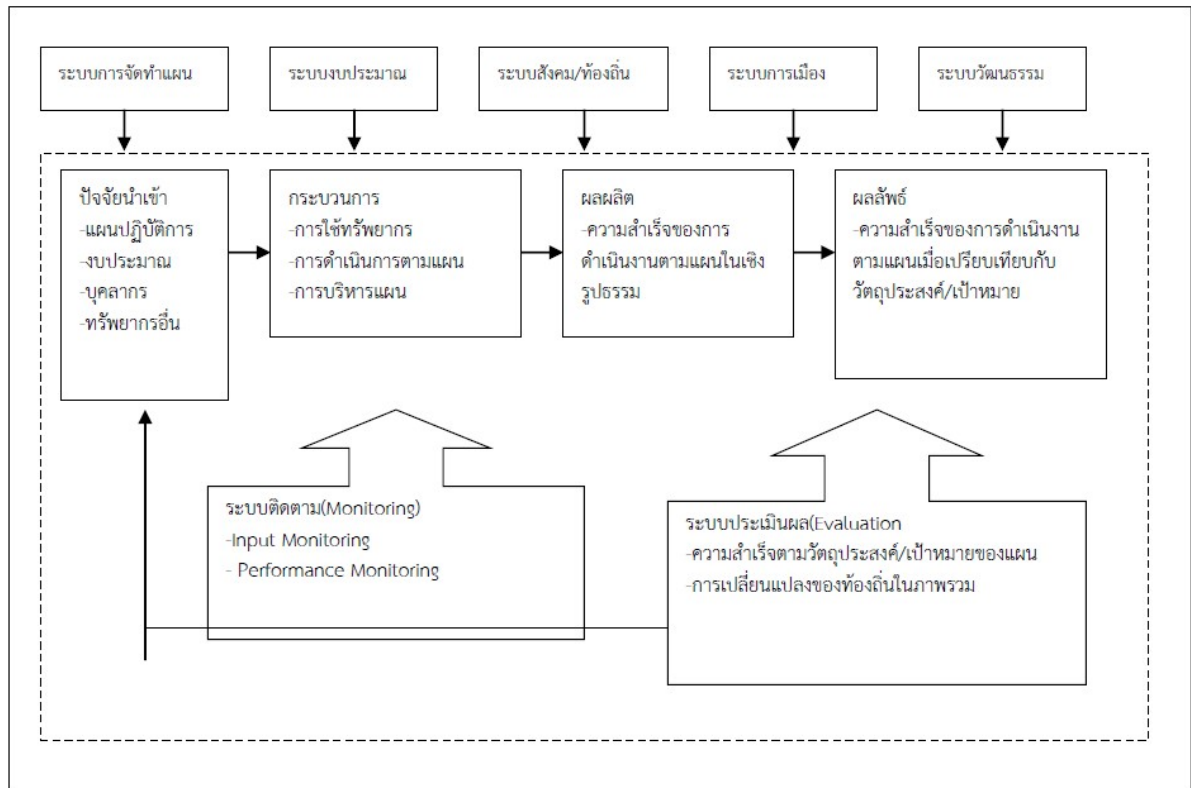 ระบบการจัดทำแผน
ระบบงบประมาณ
ระบบสังคม/ท้องถิ่น
ระบบการเมือง
ระบบวัฒนธรรม
ปัจจัยนำเข้า
-แผนปฏิบัติการ
-งบประมาณ
-บุคลากร
-ทรัพยากรอื่น
กระบวนการ
-การใช้ทรัพยากร
-การดำเนินการตามแผน
-การบริหารแผน
ผลผลิต
-ความสำเร็จของการ
ดำเนินงานตามแผนในเชิง
รูปธรรม
ผลลัพธ์
-ความสำเร็จของการดำเนินงาน
ตามแผนเมื่อเปรียบเทียบกับ
วัตถุประสงค์/เป้าหมาย
ระบบติดตาม(Monitoring)
-Input Monitoring
- Performance Monitoring
ระบบประเมินผล(Evaluation
-ความสำเร็จตามวัตถุประสงค์/เป้าหมายของแผน
-การเปลี่ยนแปลงของท้องถิ่นในภาพรวม